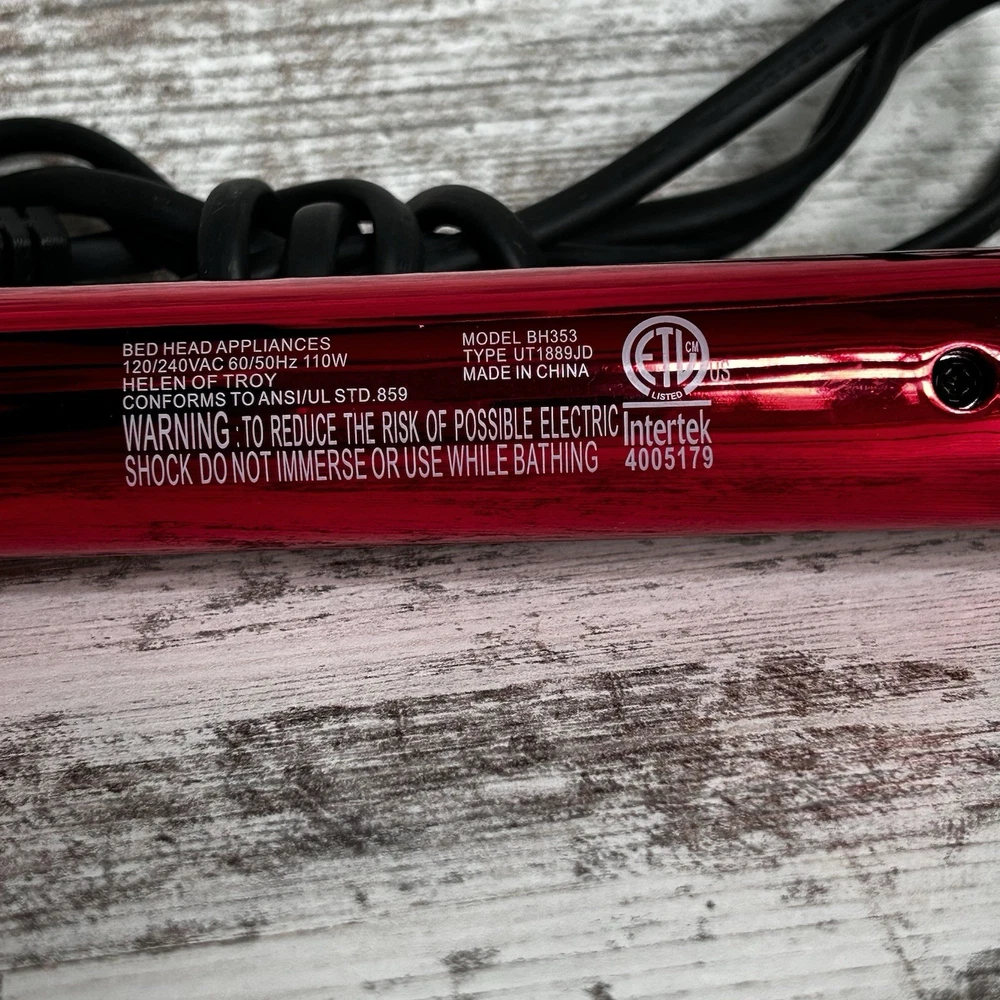 BED HEAD APPLIANCES
120/240VAC 60/50Hz 110W
HELEN OF TROY
CONFORMS TO ANSI/UL STD.859
WARNING : TO REDUCE THE RISK OF POSSIBLE ELECTRIC
SHOCK DO NOT IMMERSE OR USE WHILE BATHING
MODEL BH353
TYPE UT1889JD
MADE IN CHINA
ETL CM
US
LISTED
Intertek
4005179